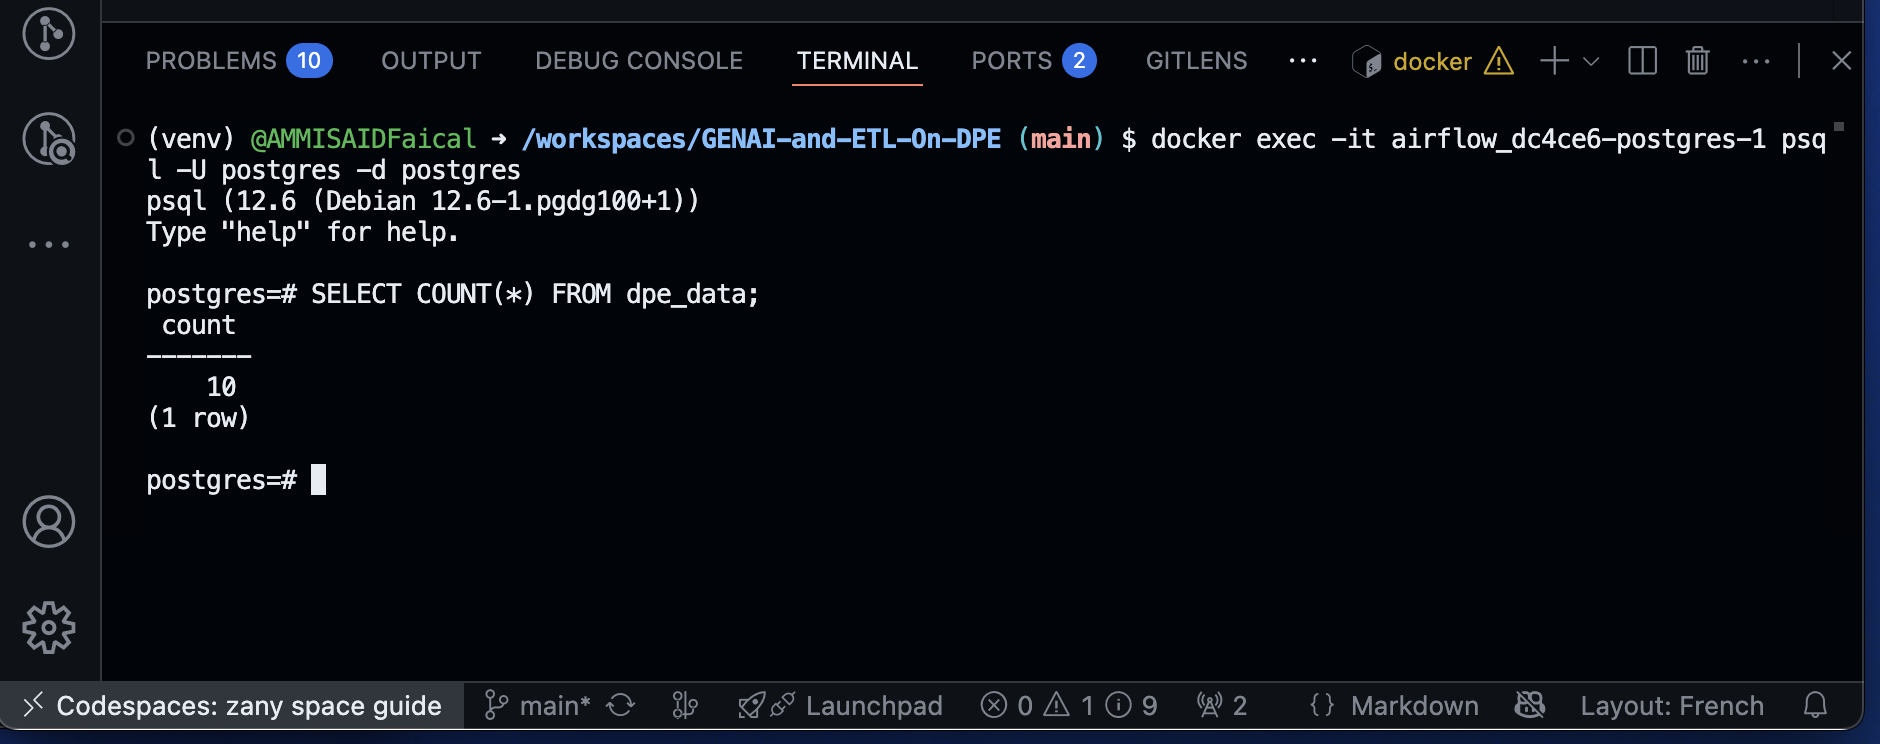 PROBLEMS 10 OUTPUT DEBUG CONSOLE TERMINAL PORTS 2 GITLENS ... docker
(venv) @AMMISAIDFaical ➜ /workspaces/GENAI-and-ETL-On-DPE (main) $ docker exec -it airflow_dc4ce6-postgres-1 psq
l -U postgres -d postgres
psql (12.6 (Debian 12.6-1.pgdg100+1))
Type "help" for help.
postgres=# SELECT COUNT(*) FROM dpe_data;
count
-------
10
(1 row)
postgres=#
Codespaces: zany space guide main* Launchpad 0 1 9 2 {} Markdown Layout: French